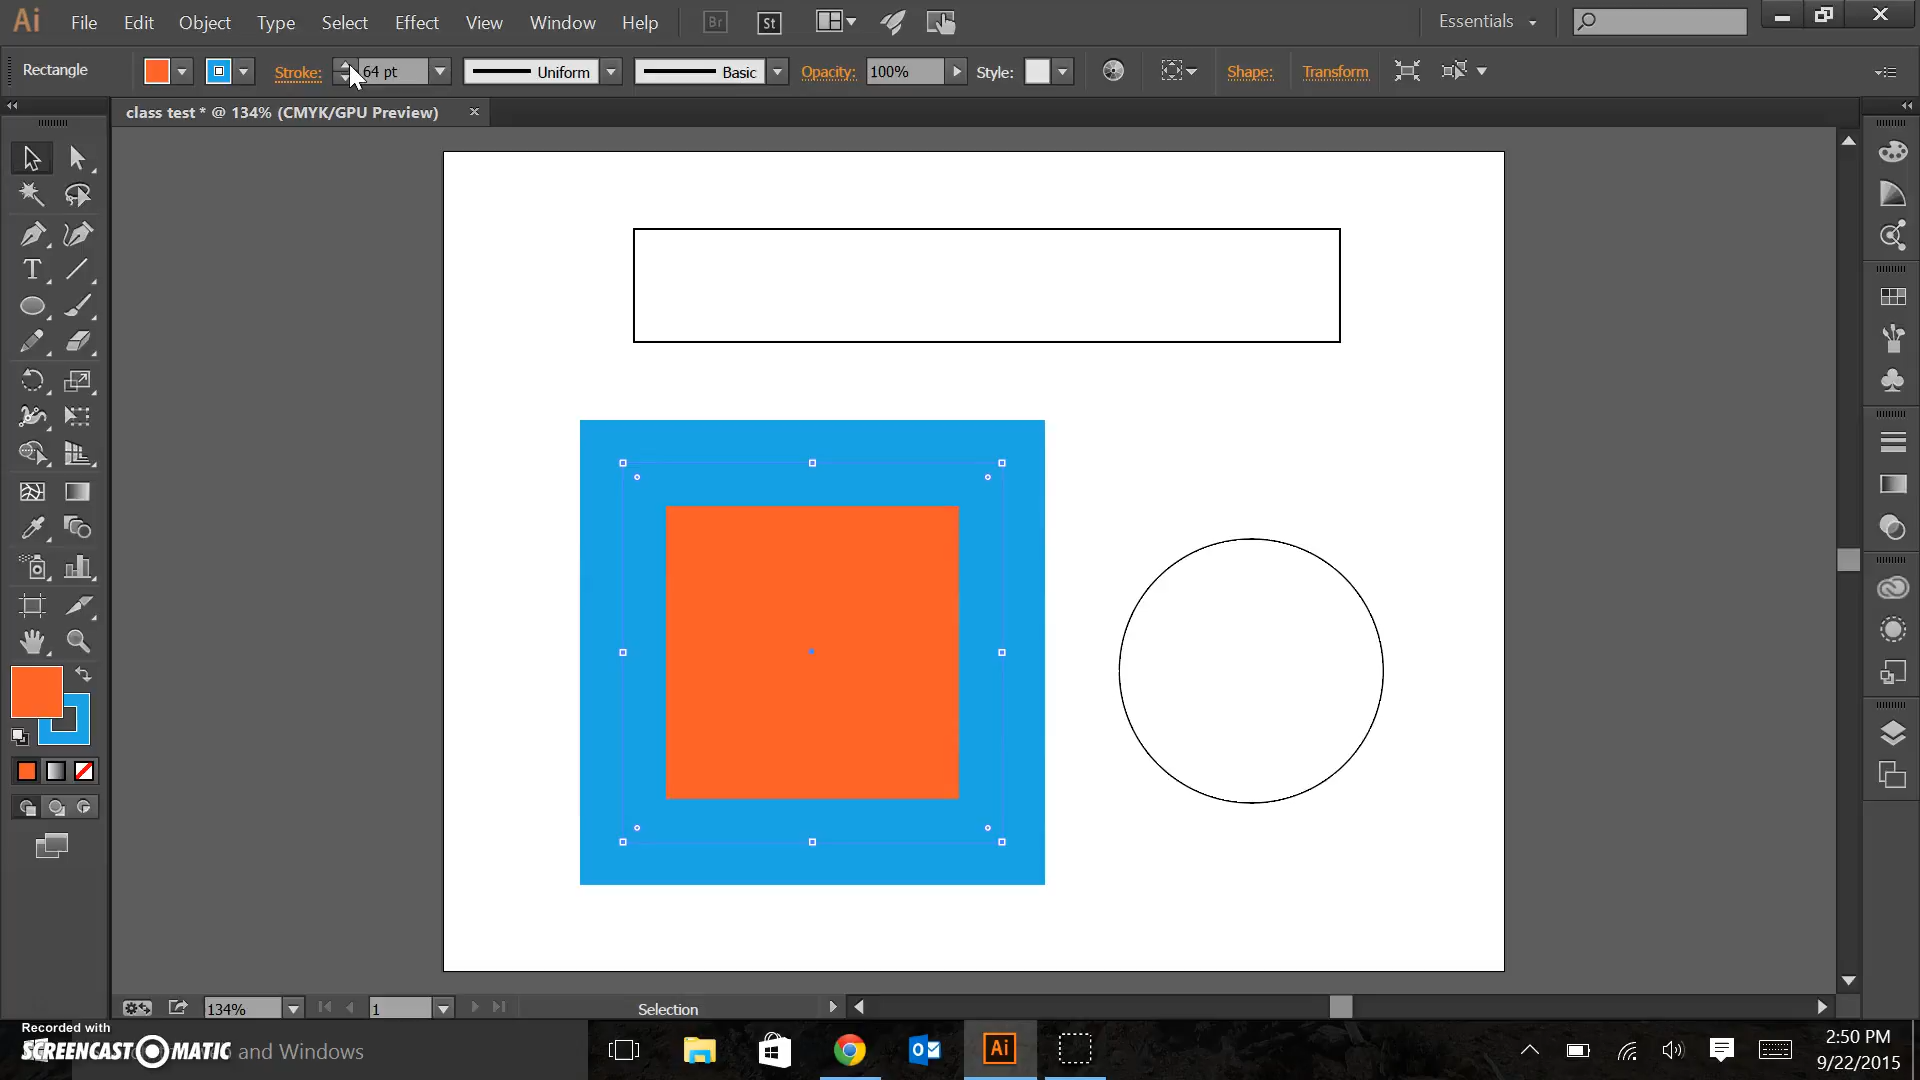 Ai File Edit Object Type Select Effect View Window Help Br St Essentials
Rectangle Stroke: 64 pt Uniform Basic Opacity: 100% Style: Shape: Transform
class test * @ 134% (CMYK/GPU Preview)
134% 1 Selection
Recorded with
SCREENCAST O MATIC and Windows
Ai
2:50 PM
9/22/2015